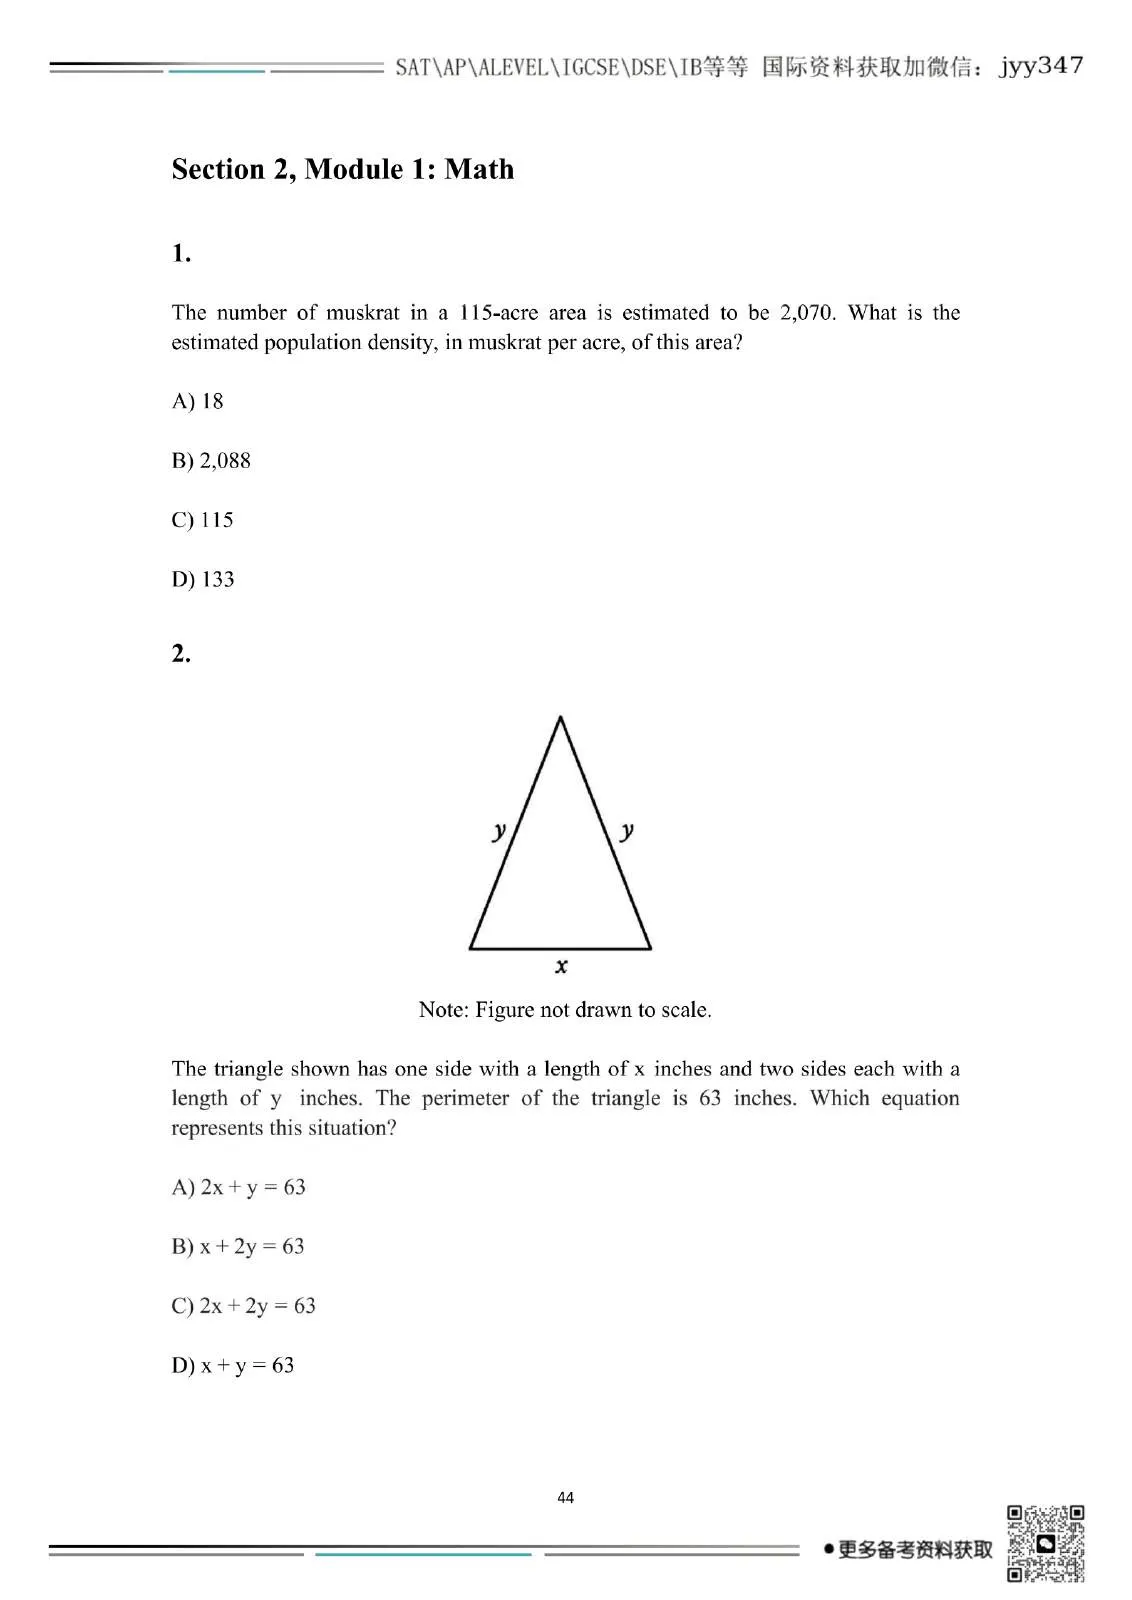 SAT\AP\ALEVEL\IGCSE\DSE\IB等等 国际资料获取加微信：jyy347
Section 2, Module 1: Math
1.
The number of muskrat in a 115-acre area is estimated to be 2,070. What is the
estimated population density, in muskrat per acre, of this area?
A) 18
B) 2,088
C) 115
D) 133
2.
y
y
x
Note: Figure not drawn to scale.
The triangle shown has one side with a length of x inches and two sides each with a
length of y inches. The perimeter of the triangle is 63 inches. Which equation
represents this situation?
A) 2x + y = 63
B) x + 2y = 63
C) 2x + 2y = 63
D) x + y = 63
44
●更多备考资料获取